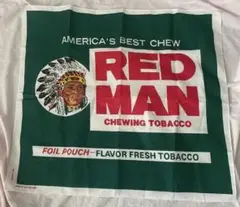 AMERICA'S BEST CHEW
RED
MAN
CHEWING TOBACCO
FOIL POUCH—FLAVOR FRESH TOBACCO